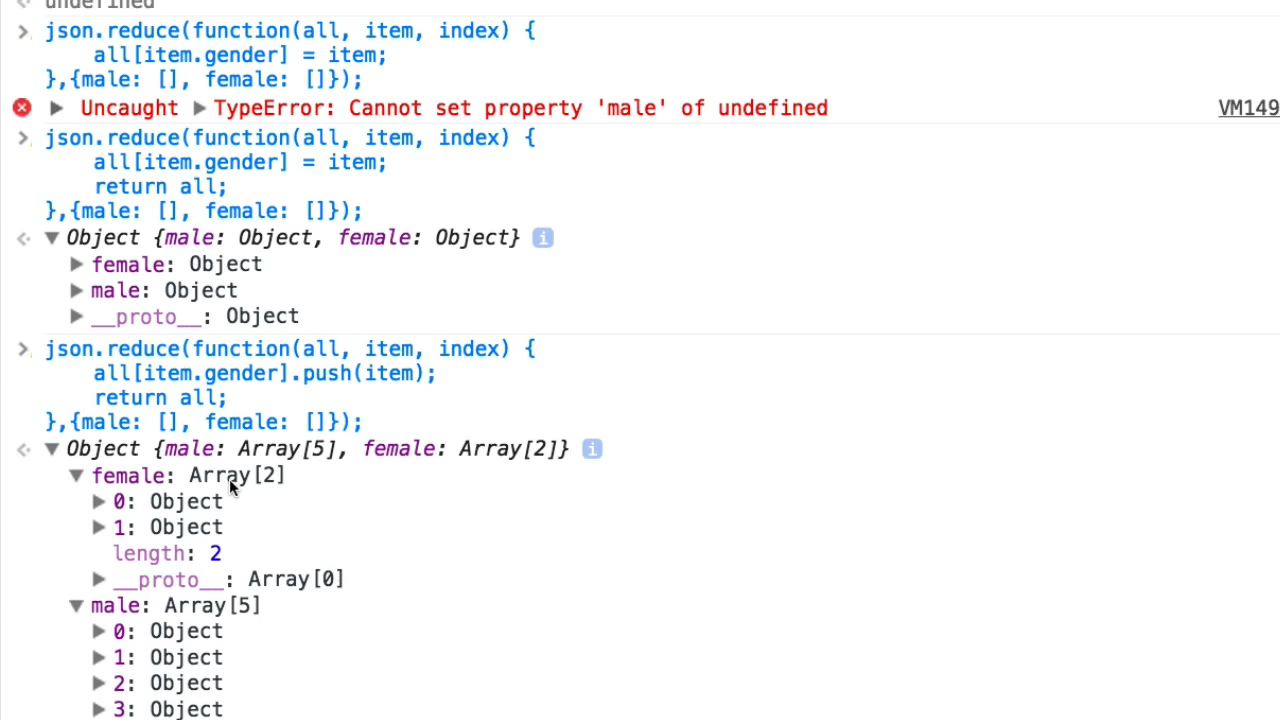 undefined
json.reduce(function(all, item, index) {
    all[item.gender] = item;
},{male: [], female: []});
Uncaught TypeError: Cannot set property 'male' of undefined VM149
json.reduce(function(all, item, index) {
    all[item.gender] = item;
    return all;
},{male: [], female: []});
Object {male: Object, female: Object} i
female: Object
male: Object
__proto__: Object
json.reduce(function(all, item, index) {
    all[item.gender].push(item);
    return all;
},{male: [], female: []});
Object {male: Array[5], female: Array[2]} i
female: Array[2]
0: Object
1: Object
length: 2
__proto__: Array[0]
male: Array[5]
0: Object
1: Object
2: Object
3: Object